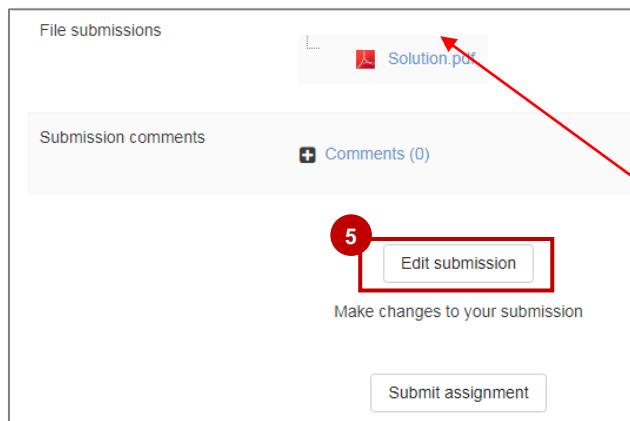 File submissions
Solution.pdf
Submission comments
Comments (0)
5
Edit submission
Make changes to your submission
Submit assignment